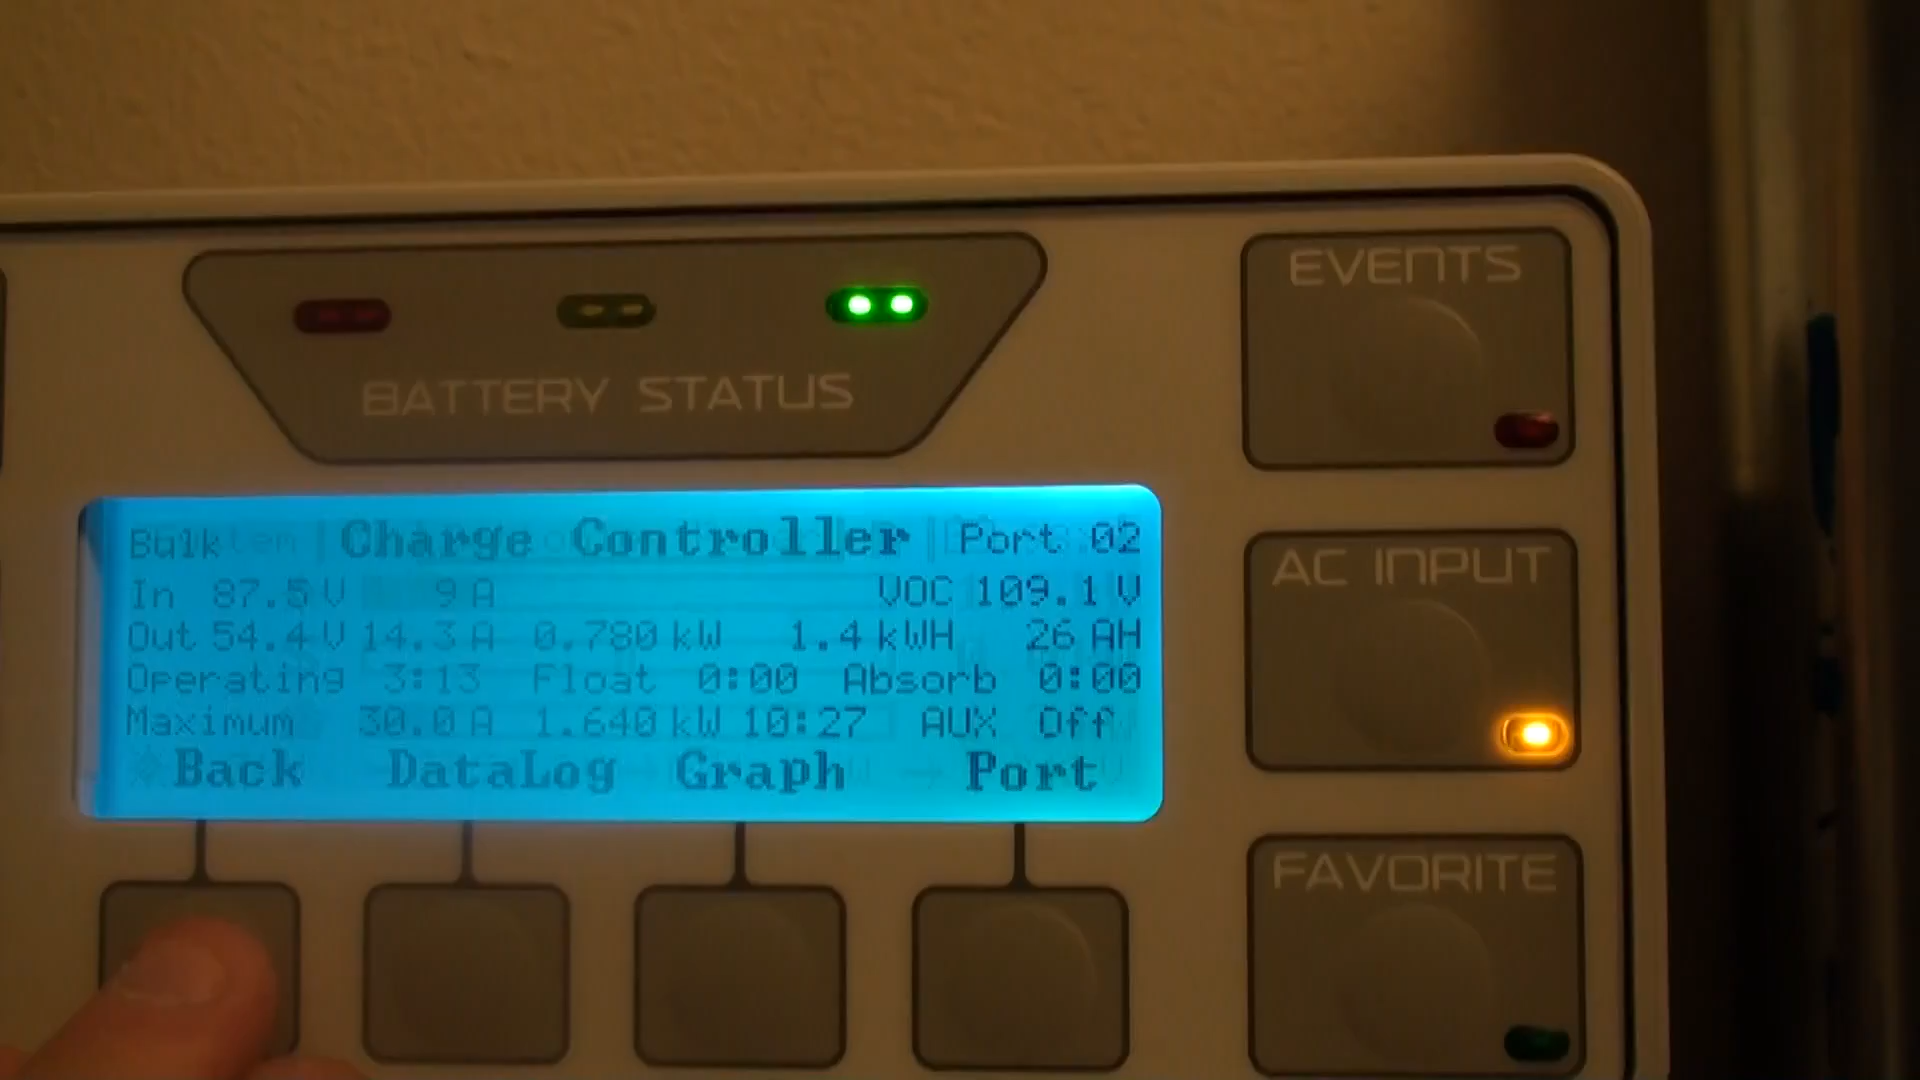 BATTERY STATUS
EVENTS
Bulk Charge Controller Port 02
In 87.5 V 9 A VOC 109.1 V
Out 54.4 V 14.3 A 0.780 kW 1.4 kWH 26 AH
Operating 3:13 Float 0:00 Absorb 0:00
Maximum 30.0 A 1.640 kW 10:27 AUX Off
Back DataLog Graph Port
AC INPUT
FAVORITE